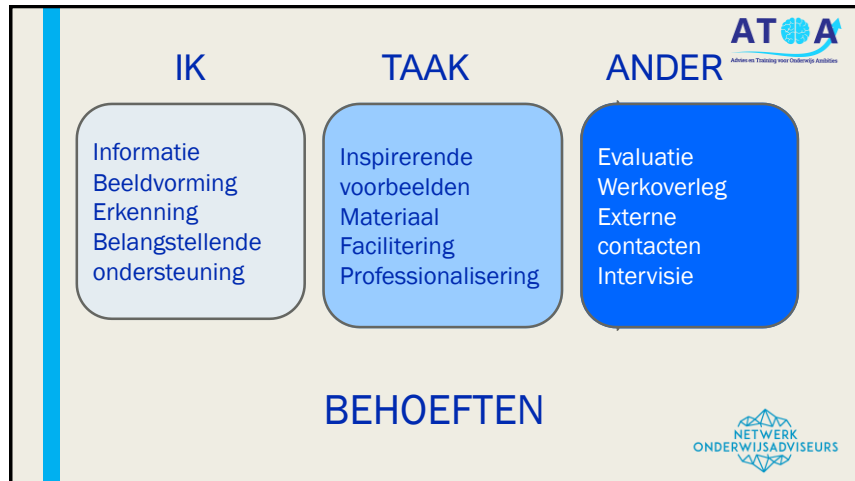 ATOA
Advies en Training voor Onderwijs Ambities
IK
TAAK
ANDER
Informatie
Beeldvorming
Erkenning
Belangstellende
ondersteuning
Inspirerende
voorbeelden
Materiaal
Facilitering
Professionalisering
Evaluatie
Werkoverleg
Externe
contacten
Intervisie
BEHOEFTEN
NETWERK
ONDERWIJSADVISEURS